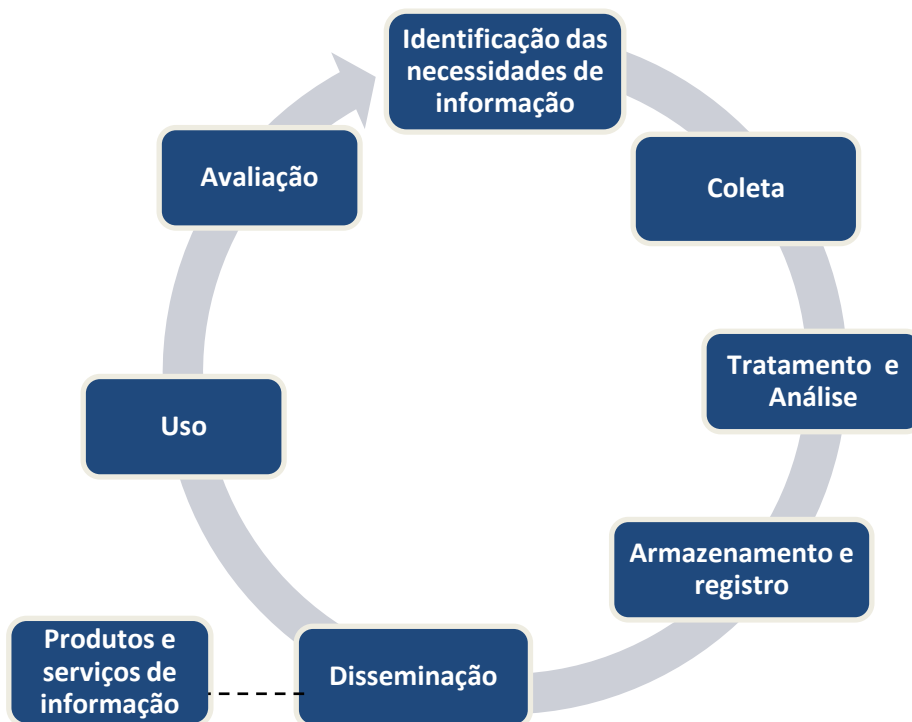 Identificação das
necessidades de
informação
Coleta
Tratamento e
Análise
Armazenamento e
registro
Disseminação
Produtos e
serviços de
informação
Uso
Avaliação